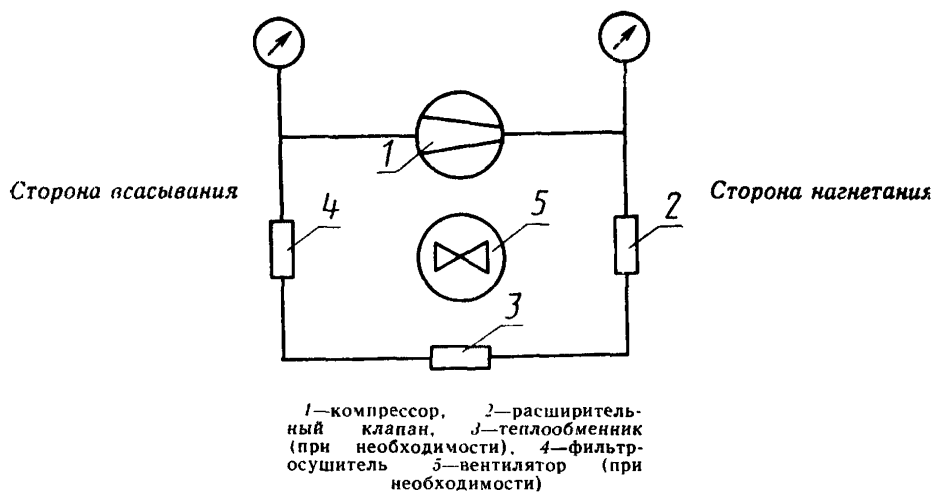 1
Сторона всасывания
4
5
2
Сторона нагнетания
3
1—компрессор, 2—расширитель-
ный клапан, 3—теплообменник
(при необходимости), 4—фильтр-
осушитель 5—вентилятор (при
необходимости)